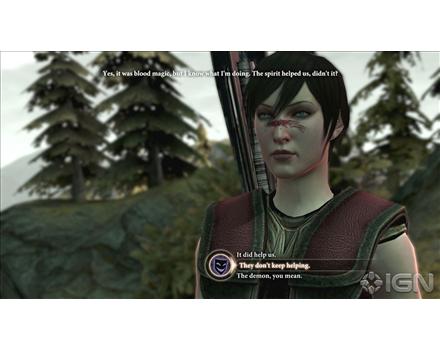 Yes, it was blood magic, but I know what I'm doing. The spirit helped us, didn't it?
It did help us.
They don't keep helping.
The demon, you mean.
IGN